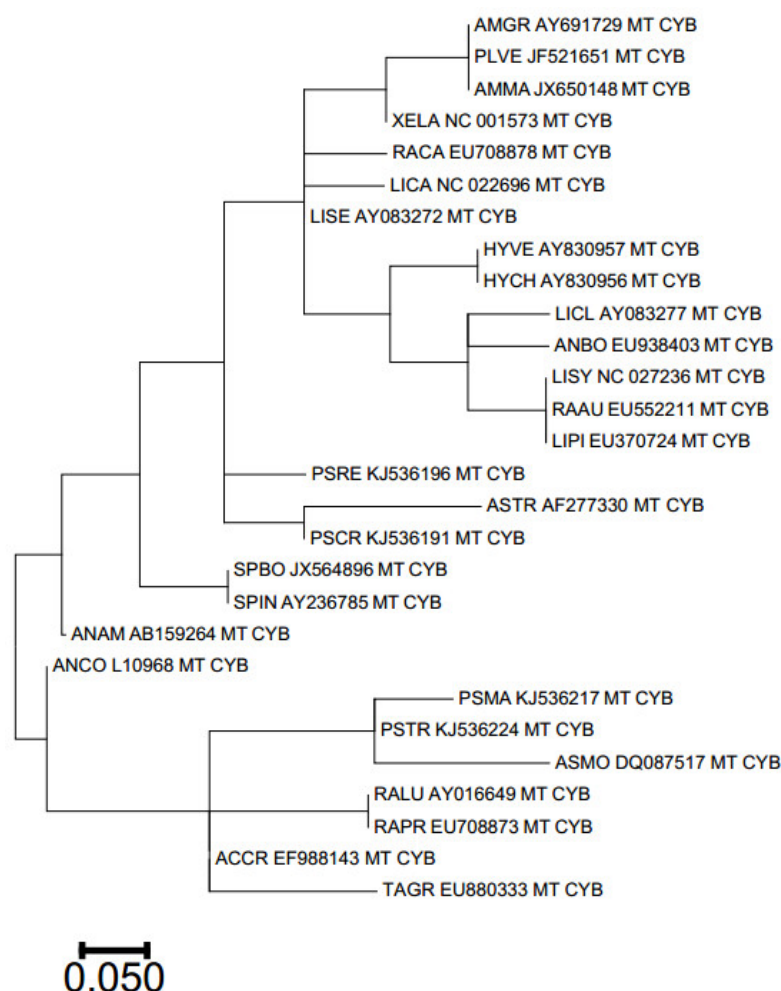 AMGR AY691729 MT CYB
PLVE JF521651 MT CYB
AMMA JX650148 MT CYB
XELA NC 001573 MT CYB
RACA EU708878 MT CYB
LICA NC 022696 MT CYB
LISE AY083272 MT CYB
HYVE AY830957 MT CYB
HYCH AY830956 MT CYB
LICL AY083277 MT CYB
ANBO EU938403 MT CYB
LISY NC 027236 MT CYB
RAAU EU552211 MT CYB
LIPI EU370724 MT CYB
PSRE KJ536196 MT CYB
ASTR AF277330 MT CYB
PSCR KJ536191 MT CYB
SPBO JX564896 MT CYB
SPIN AY236785 MT CYB
ANAM AB159264 MT CYB
ANCO L10968 MT CYB
PSMA KJ536217 MT CYB
PSTR KJ536224 MT CYB
ASMO DQ087517 MT CYB
RALU AY016649 MT CYB
RAPR EU708873 MT CYB
ACCR EF988143 MT CYB
TAGR EU880333 MT CYB
0.050